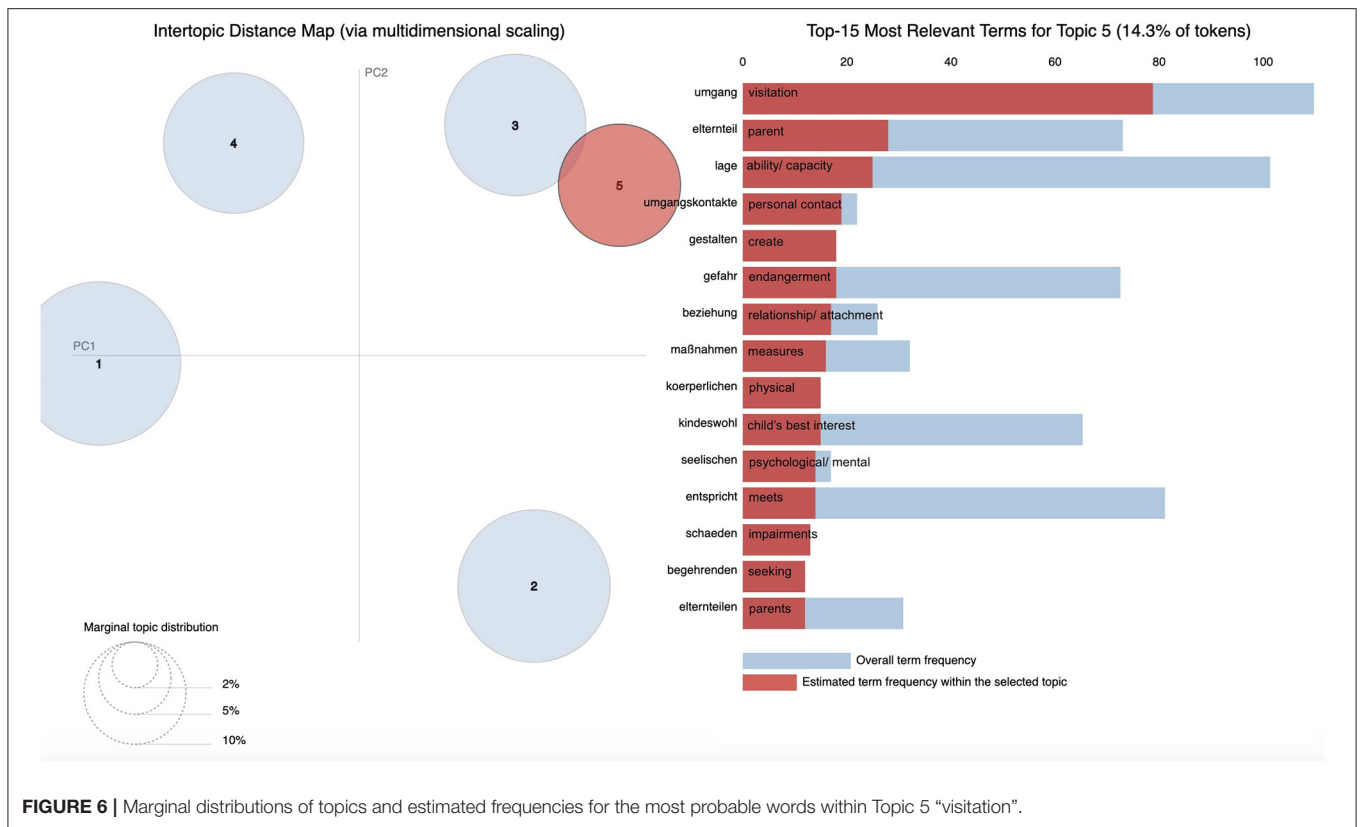 Intertopic Distance Map (via multidimensional scaling)
PC2
PC1
4
3
5
1
2
Marginal topic distribution
2%
5%
10%
Top-15 Most Relevant Terms for Topic 5 (14.3% of tokens)
0 20 40 60 80 100
umgang visitation
elternteil parent
lage ability/ capacity
umgangskontakte personal contact
gestalten create
gefahr endangerment
beziehung relationship/ attachment
maßnahmen measures
koerperlichen physical
kindeswohl child's best interest
seelischen psychological/ mental
entspricht meets
schaeden impairments
begehrenden seeking
elternteilen parents
Overall term frequency
Estimated term frequency within the selected topic
FIGURE 6 | Marginal distributions of topics and estimated frequencies for the most probable words within Topic 5 “visitation”.